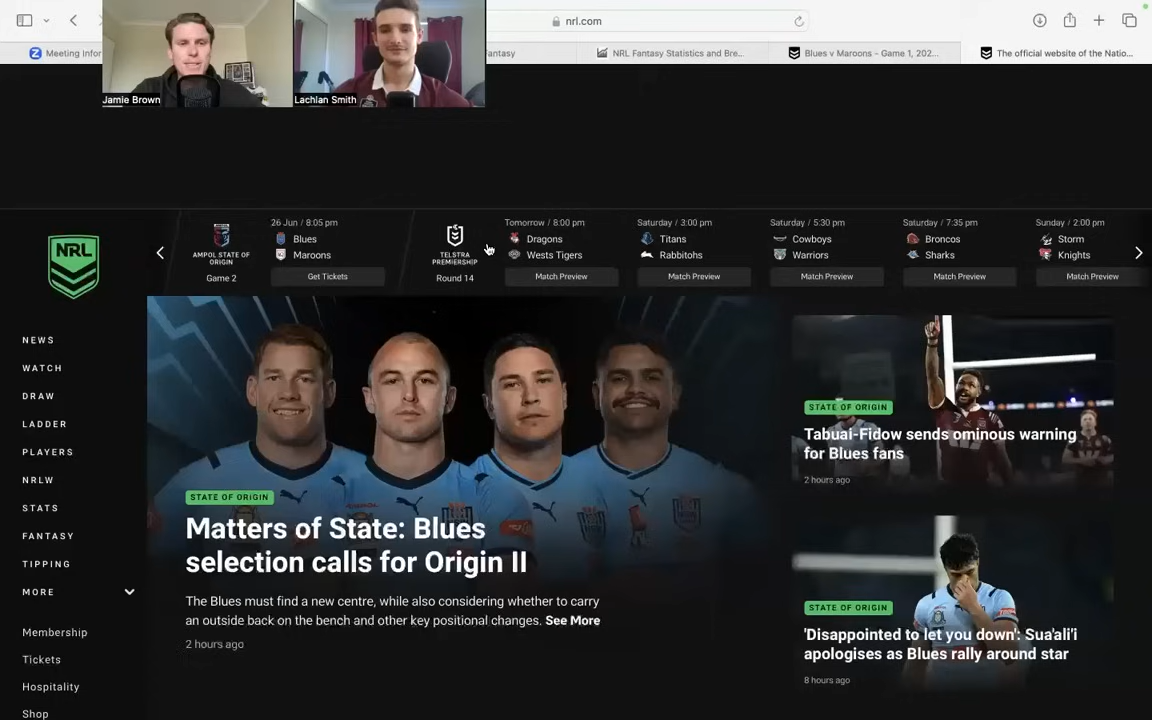 nrl.com
Meeting Infor
antasy
NRL Fantasy Statistics and Bre...
Blues v Maroons - Game 1, 202...
The official website of the Natio...
Jamie Brown
Lachlan Smith
NRL
AMPOL STATE OF
ORIGIN
Game 2
26 Jun / 8:05 pm
Blues
Maroons
Get Tickets
TELSTRA
PREMIERSHIP
Round 14
Tomorrow / 8:00 pm
Dragons
Wests Tigers
Match Preview
Saturday / 3:00 pm
Titans
Rabbitohs
Match Preview
Saturday / 5:30 pm
Cowboys
Warriors
Match Preview
Saturday / 7:35 pm
Broncos
Sharks
Match Preview
Sunday / 2:00 pm
Storm
Knights
Match Preview
NEWS
WATCH
DRAW
LADDER
PLAYERS
NRLW
STATS
FANTASY
TIPPING
MORE
Membership
Tickets
Hospitality
Shop
STATE OF ORIGIN
Matters of State: Blues
selection calls for Origin II
The Blues must find a new centre, while also considering whether to carry
an outside back on the bench and other key positional changes. See More
2 hours ago
STATE OF ORIGIN
Tabuai-Fidow sends ominous warning
for Blues fans
2 hours ago
STATE OF ORIGIN
'Disappointed to let you down': Sua'ali'i
apologises as Blues rally around star
8 hours ago